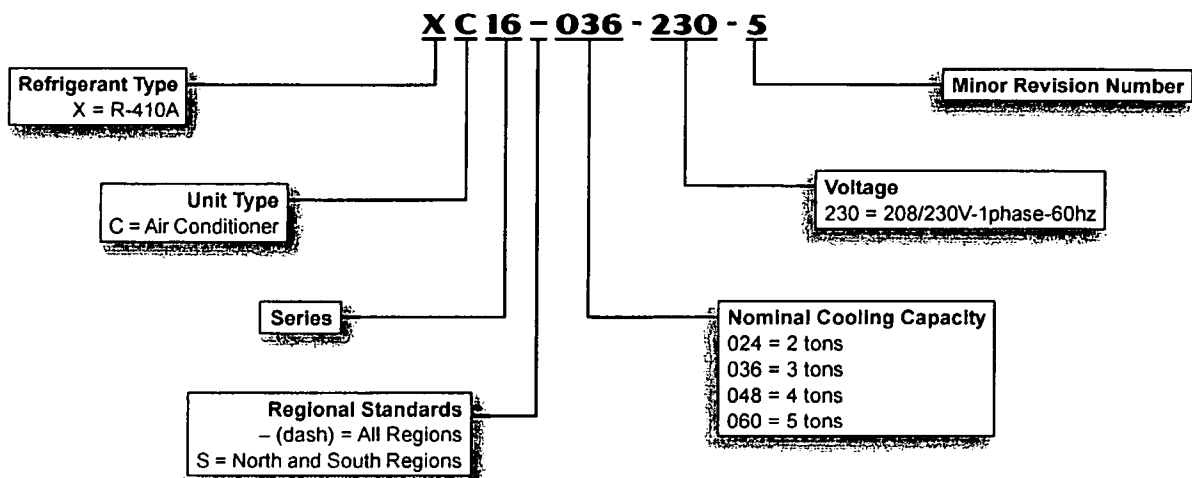 XC16-036-230-5
Refrigerant Type
X = R-410A
Minor Revision Number
Unit Type
C = Air Conditioner
Voltage
230 = 208/230V-1phase-60hz
Series
Nominal Cooling Capacity
024 = 2 tons
036 = 3 tons
048 = 4 tons
060 = 5 tons
Regional Standards
– (dash) = All Regions
S = North and South Regions